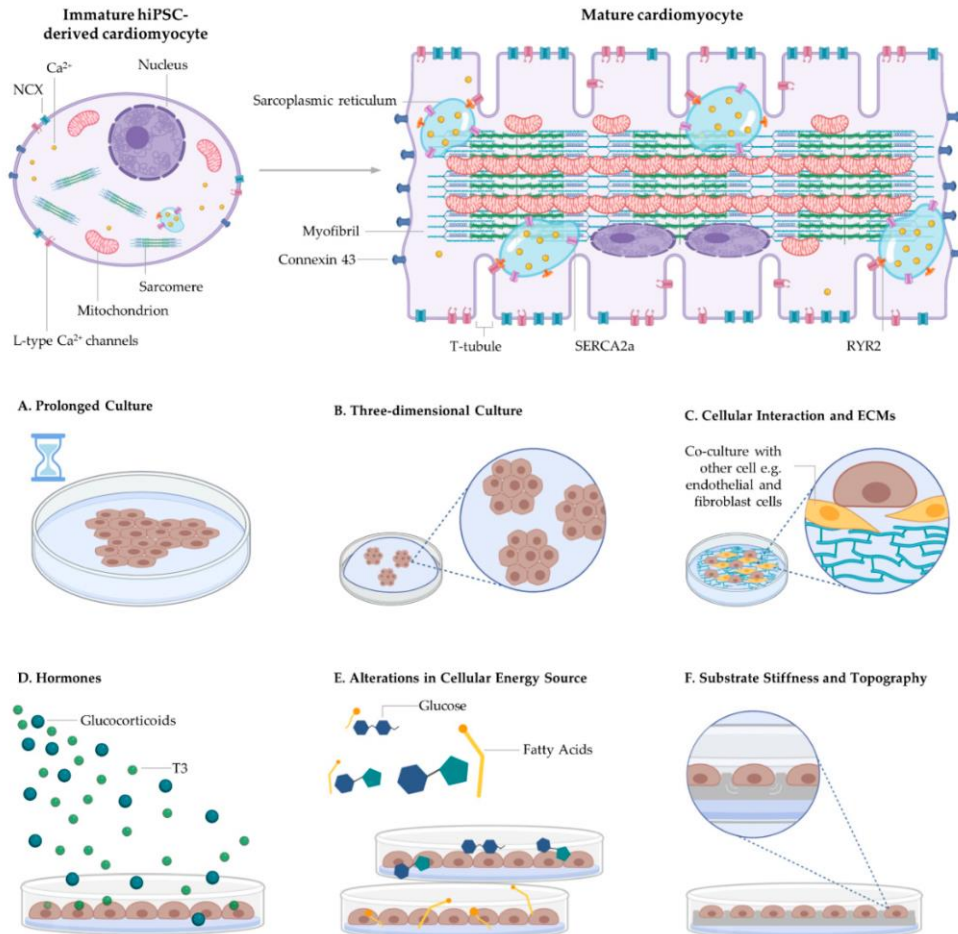 Immature hiPSC-
derived cardiomyocyte
Mature cardiomyocyte
Ca²⁺
Nucleus
NCX
Sarcoplasmic reticulum
Myofibril
Connexin 43
Sarcomere
Mitochondrion
L-type Ca²⁺ channels
T-tubule
SERCA2a
RYR2
A. Prolonged Culture
B. Three-dimensional Culture
C. Cellular Interaction and ECMs
Co-culture with
other cell e.g.
endothelial and
fibroblast cells
D. Hormones
Glucocorticoids
T3
E. Alterations in Cellular Energy Source
Glucose
Fatty Acids
F. Substrate Stiffness and Topography